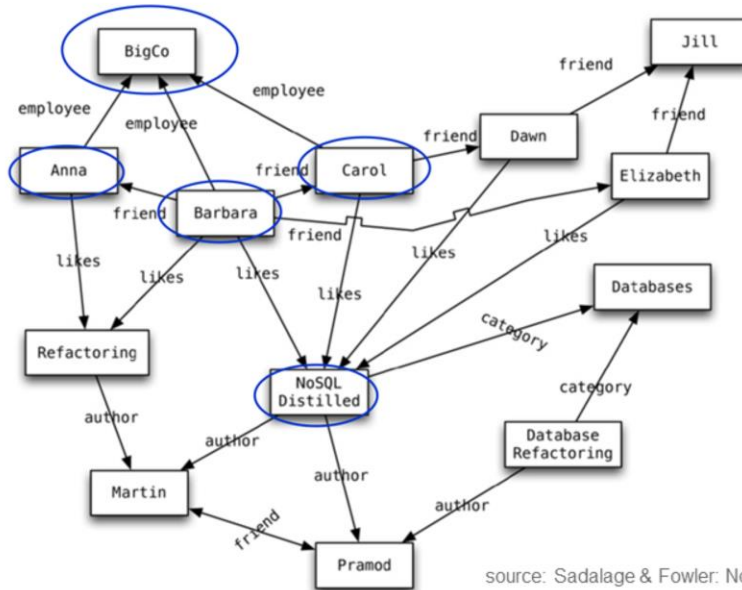 BigCo
Jill
friend
employee
employee
employee
friend
Dawn
friend
Anna
friend
Carol
Elizabeth
friend
Barbara
friend
likes
likes
likes
likes
likes
likes
Databases
Refactoring
category
NoSQL
Distilled
category
author
author
Database
Refactoring
author
Martin
author
friend
Pramod
source: Sadalage & Fowler: No